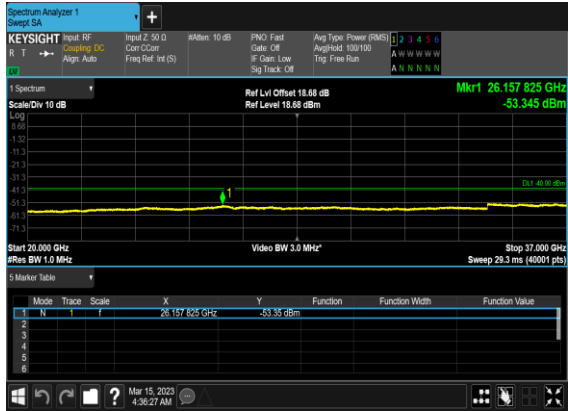 Spectrum Analyzer 1
Swept SA
+
KEYSIGHT Input: RF Input Z: 50 Ω #Atten: 10 dB PNO: Fast Avg Type: Power (RMS) 1 2 3 4 5 6
R T Coupling: DC Corr CCorr Gate: Off Avg|Hold: 100/100 A W W W W W
Align: Auto Freq Ref: Int (S) IF Gain: Low Trig: Free Run
Sig Track: Off A N N N N N
LU
1 Spectrum Ref Lvl Offset 18.68 dB Mkr1 26.157 825 GHz
Scale/Div 10 dB Ref Level 18.68 dBm -53.345 dBm
Log
8.68
-1.32
-11.3
-21.3
-31.3
DL1 -40.00 dBm
-41.3
1
-51.3
-61.3
-71.3
Start 20.000 GHz Video BW 3.0 MHz* Stop 37.000 GHz
#Res BW 1.0 MHz Sweep 29.3 ms (40001 pts)
5 Marker Table
Mode Trace Scale X Y Function Function Width Function Value
1 N 1 f 26.157 825 GHz -53.35 dBm
2
3
4
5
6
? Mar 15, 2023
4:36:27 AM